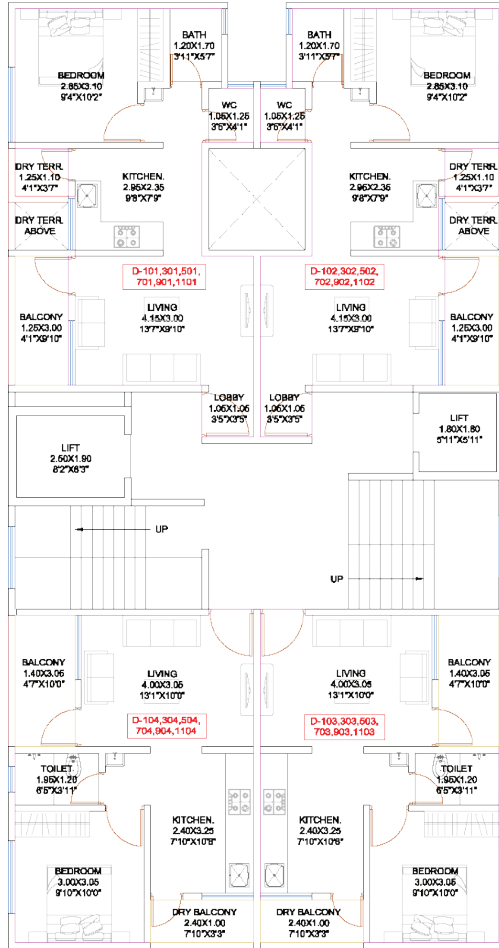 BATH
1.20X1.70
3'11"X5'7"
BATH
1.20X1.70
3'11"X5'7"
BEDROOM
2.85X3.10
9'4"X10'2"
BEDROOM
2.85X3.10
9'4"X10'2"
WC
1.05X1.25
3'5"X4'1"
WC
1.05X1.25
3'5"X4'1"
DRY TERR.
1.25X1.10
4'1"X3'7"
KITCHEN.
2.95X2.35
9'8"X7'9"
KITCHEN.
2.95X2.35
9'8"X7'9"
DRY TERR.
1.25X1.10
4'1"X3'7"
DRY TERR.
ABOVE
DRY TERR.
ABOVE
D-101,301,501,
701,901,1101
D-102,302,502,
702,902,1102
BALCONY
1.25X3.00
4'1"X9'10"
LIVING
4.15X3.00
13'7"X9'10"
LIVING
4.15X3.00
13'7"X9'10"
BALCONY
1.25X3.00
4'1"X9'10"
LOBBY
1.05X1.05
3'5"X3'5"
LOBBY
1.05X1.05
3'5"X3'5"
LIFT
2.50X1.90
8'2"X6'3"
LIFT
1.80X1.80
5'11"X5'11"
UP
UP
BALCONY
1.40X3.05
4'7"X10'0"
LIVING
4.00X3.05
13'1"X10'0"
LIVING
4.00X3.05
13'1"X10'0"
BALCONY
1.40X3.05
4'7"X10'0"
D-104,304,504,
704,904,1104
D-103,303,503,
703,903,1103
TOILET
1.95X1.20
6'5"X3'11"
TOILET
1.95X1.20
6'5"X3'11"
KITCHEN.
2.40X3.25
7'10"X10'8"
KITCHEN.
2.40X3.25
7'10"X10'8"
BEDROOM
3.00X3.05
9'10"X10'0"
BEDROOM
3.00X3.05
9'10"X10'0"
DRY BALCONY
2.40X1.00
7'10"X3'3"
DRY BALCONY
2.40X1.00
7'10"X3'3"